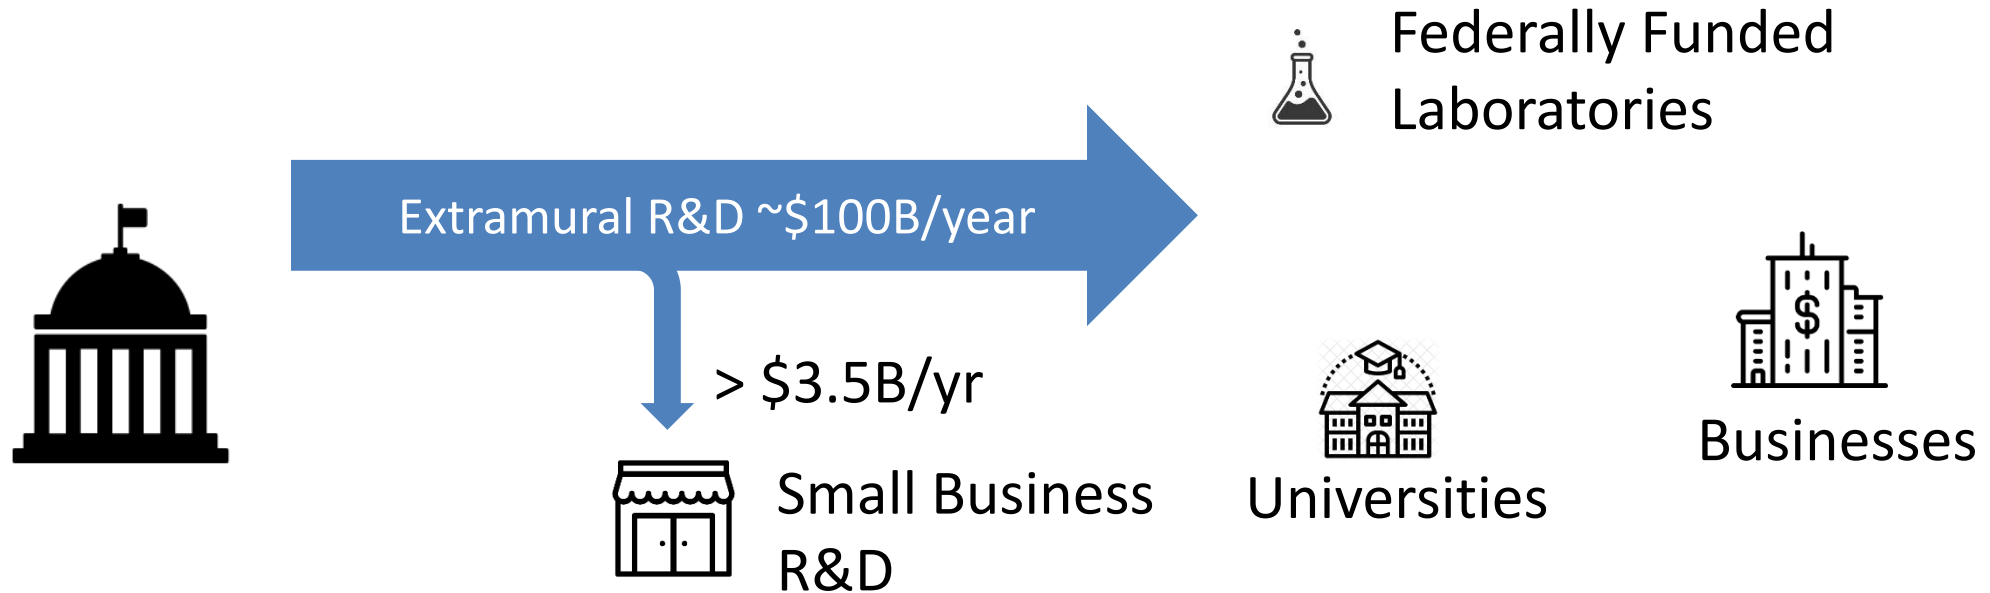 Federally Funded
Laboratories
Extramural R&D ~$100B/year
> $3.5B/yr
$
Businesses
Small Business
R&D
Universities